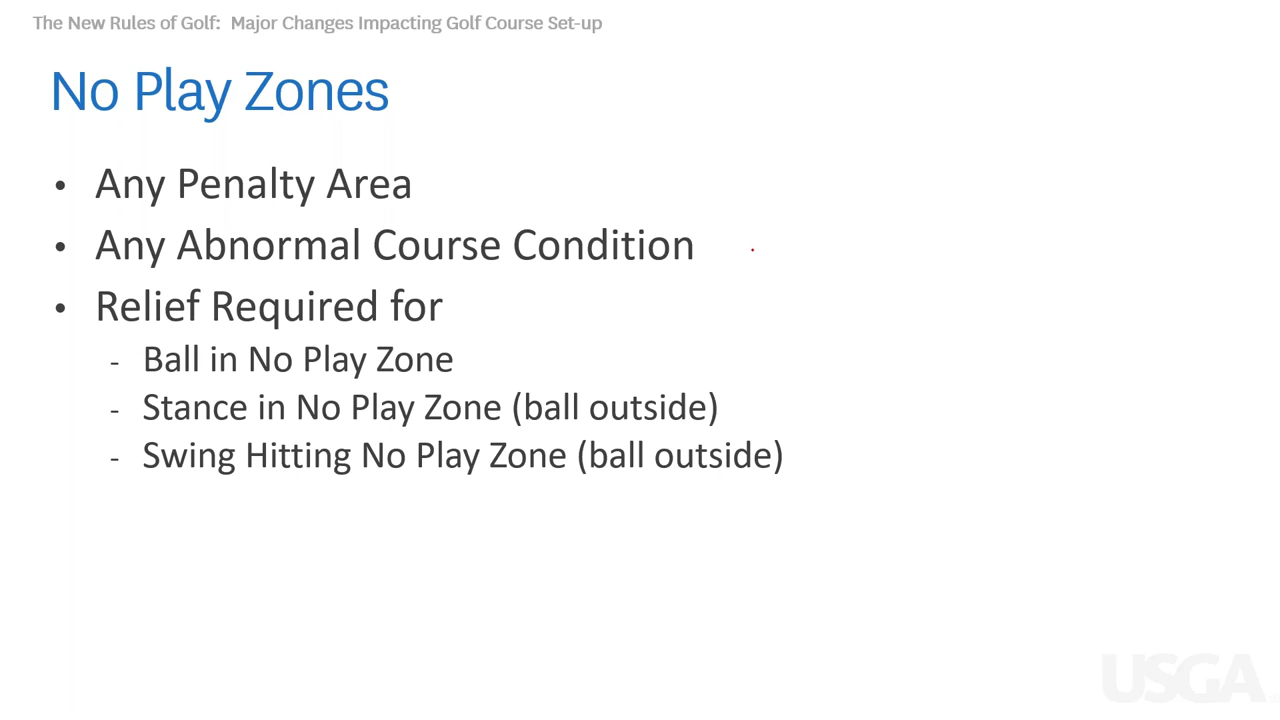 The New Rules of Golf: Major Changes Impacting Golf Course Set-up
No Play Zones
• Any Penalty Area
• Any Abnormal Course Condition
• Relief Required for
- Ball in No Play Zone
- Stance in No Play Zone (ball outside)
- Swing Hitting No Play Zone (ball outside)
USGA